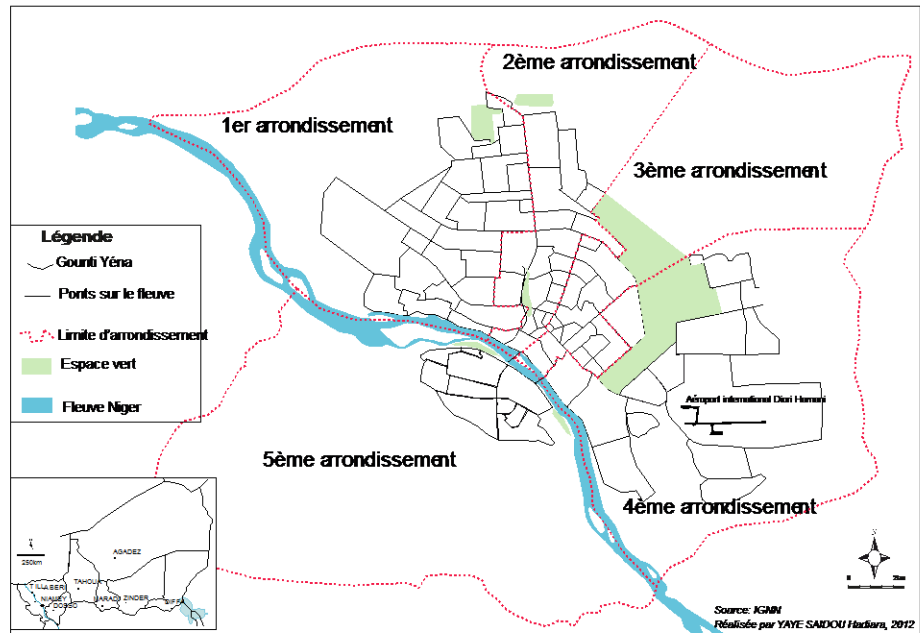 2ème arrondissement
1er arrondissement
3ème arrondissement
Légende
Gounti Yéna
Ponts sur le fleuve
Limite d'arrondissement
Espace vert
Fleuve Niger
Aéroport international Diori Hamani
5ème arrondissement
4ème arrondissement
250km
AGADEZ
TILLABERI
TAHOUA
NIAMEY
DOSSO
MARADI
ZINDER
DIFFA
S
0
Source: IGNN
Réalisée par YAYE SAIDOU Hadiara, 2012